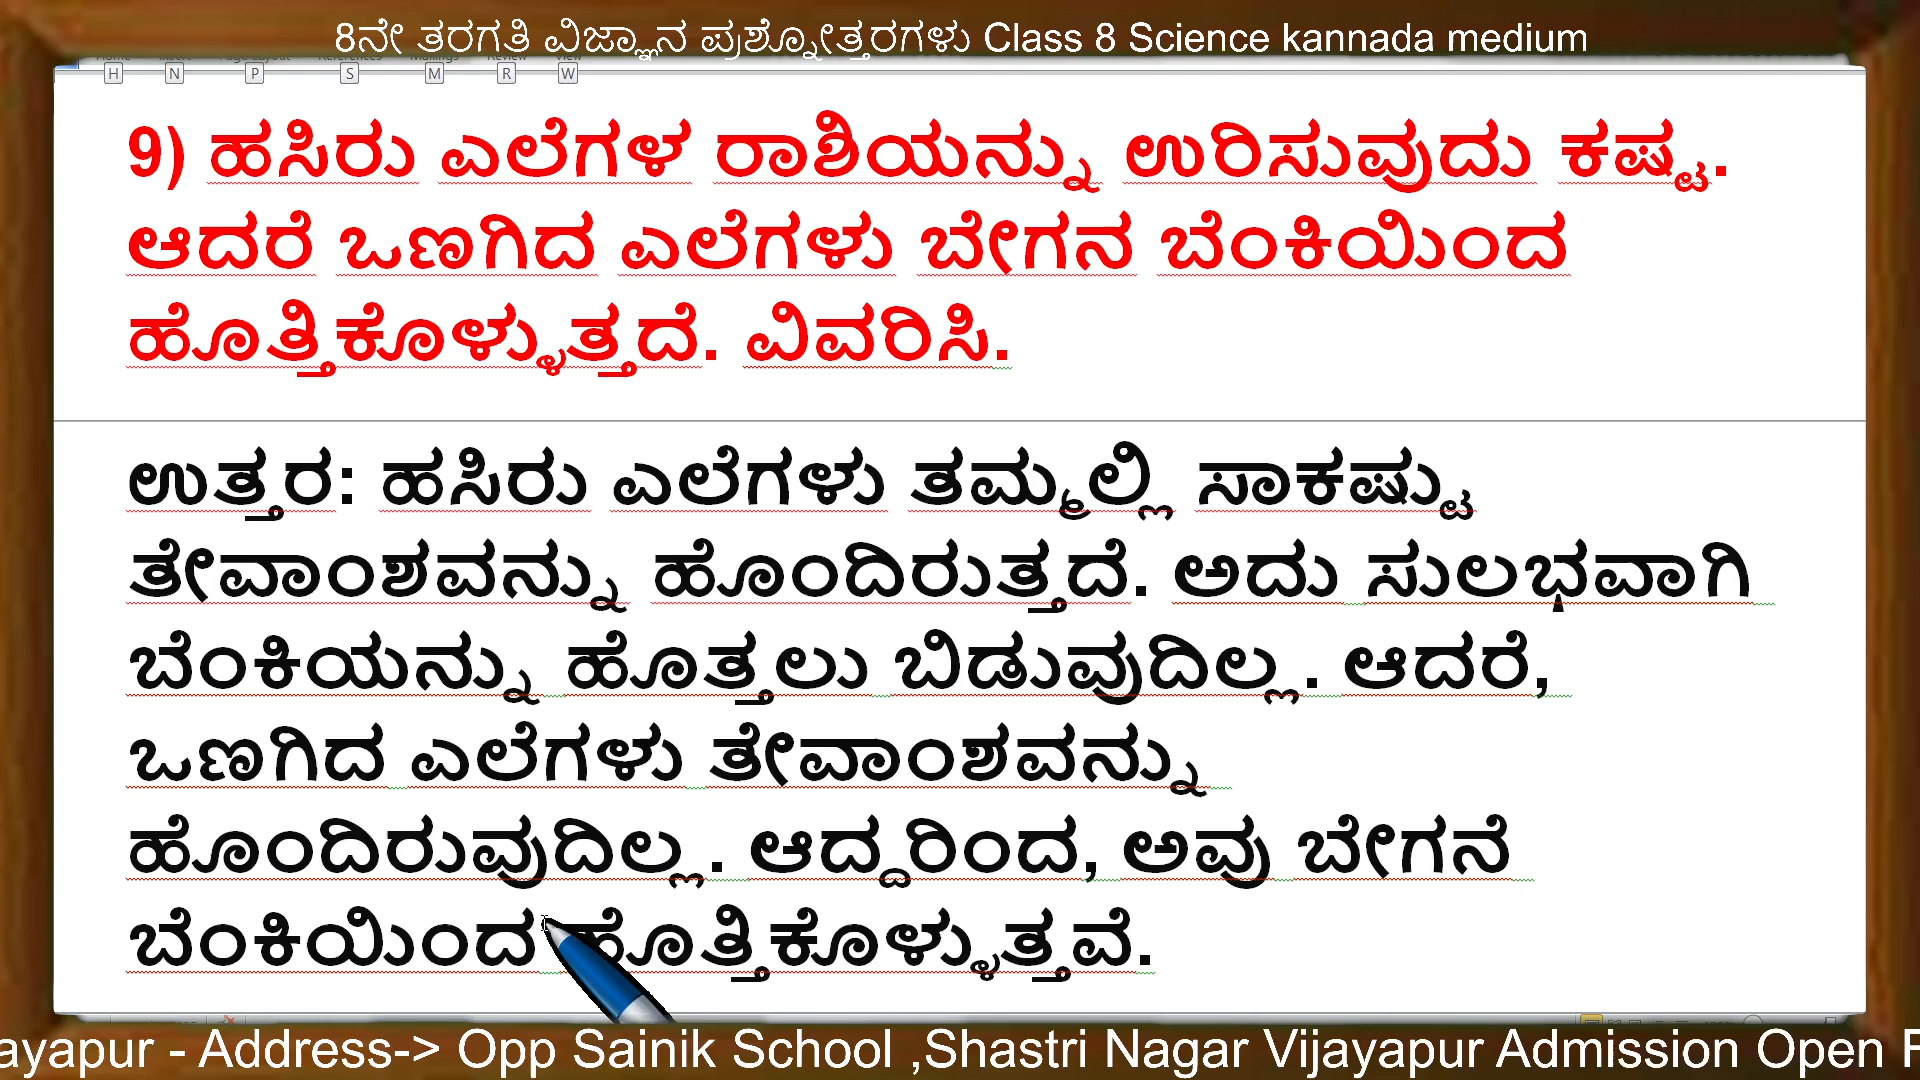 8ನೇ ತರಗತಿ ವಿಜ್ಞಾನ ಪ್ರಶ್ನೋತ್ತರಗಳು Class 8 Science kannada medium
H N P S M R W
9) ಹಸಿರು ಎಲೆಗಳ ರಾಶಿಯನ್ನು ಉರಿಸುವುದು ಕಷ್ಟ.
ಆದರೆ ಒಣಗಿದ ಎಲೆಗಳು ಬೇಗನ ಬೆಂಕಿಯಿಂದ
ಹೊತ್ತಿಕೊಳ್ಳುತ್ತದೆ. ವಿವರಿಸಿ.
ಉತ್ತರ: ಹಸಿರು ಎಲೆಗಳು ತಮ್ಮಲ್ಲಿ ಸಾಕಷ್ಟು
ತೇವಾಂಶವನ್ನು ಹೊಂದಿರುತ್ತದೆ. ಅದು ಸುಲಭವಾಗಿ
ಬೆಂಕಿಯನ್ನು ಹೊತ್ತಲು ಬಿಡುವುದಿಲ್ಲ. ಆದರೆ,
ಒಣಗಿದ ಎಲೆಗಳು ತೇವಾಂಶವನ್ನು
ಹೊಂದಿರುವುದಿಲ್ಲ. ಆದ್ದರಿಂದ, ಅವು ಬೇಗನೆ
ಬೆಂಕಿಯಿಂದ ಹೊತ್ತಿಕೊಳ್ಳುತ್ತವೆ.
ayapur - Address-> Opp Sainik School ,Shastri Nagar Vijayapur Admission Open F